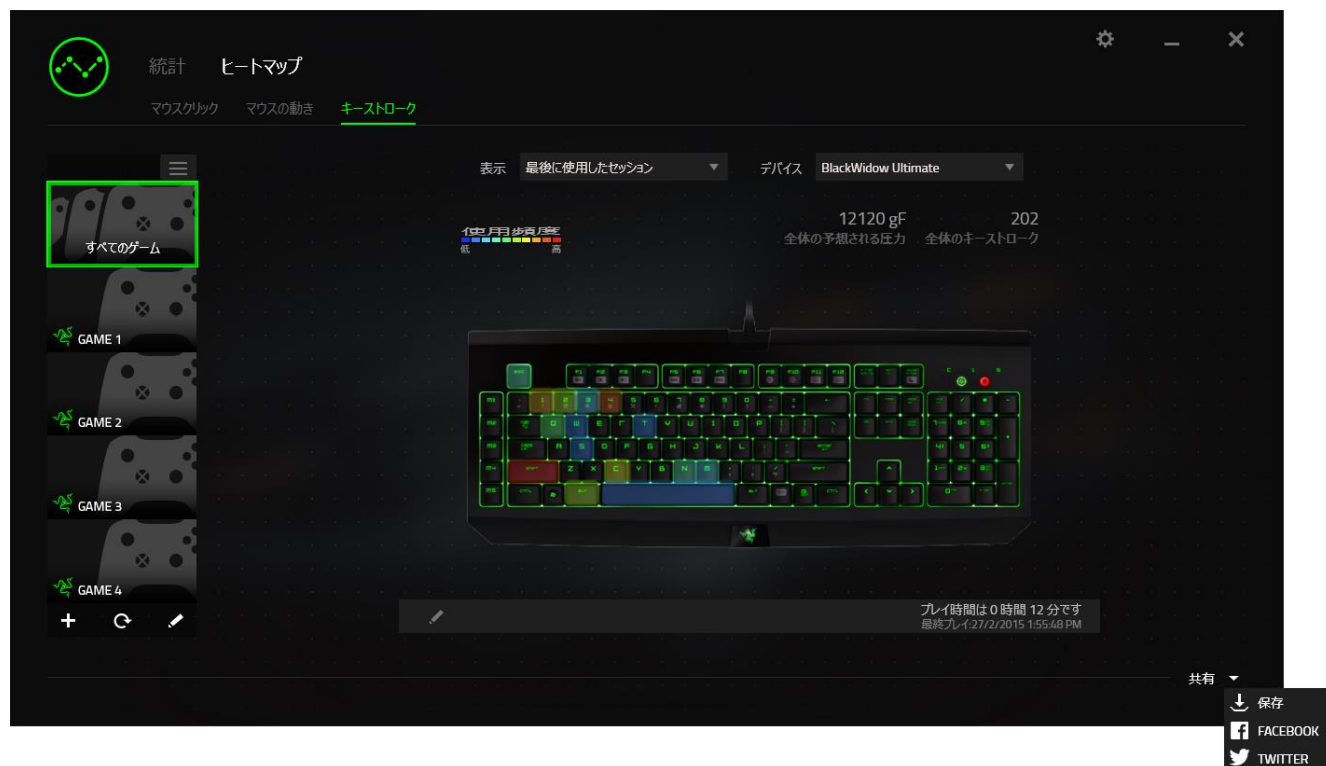 統計 ヒートマップ
マウスクリック マウスの動き キーストローク
表示 最後に使用したセッション デバイス BlackWidow Ultimate
使用頻度
低 高
12120 gF 202
全体の予想される圧力 全体のキーストローク
すべてのゲーム
GAME 1
GAME 2
GAME 3
GAME 4
プレイ時間は 0 時間 12 分です
最終プレイ:27/2/2015 1:55:48 PM
共有
保存
FACEBOOK
TWITTER